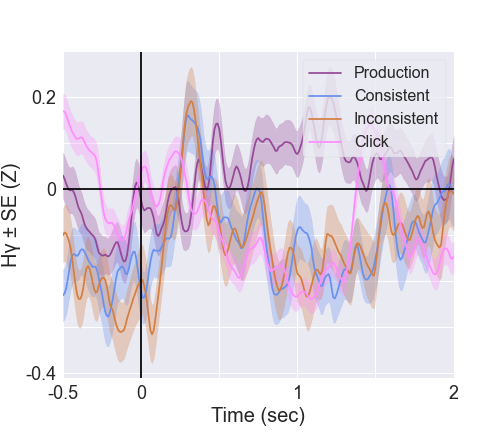 Production
Consistent
Inconsistent
Click
0.2
0
-0.4
Hγ ± SE (Z)
-0.5
0
1
2
Time (sec)